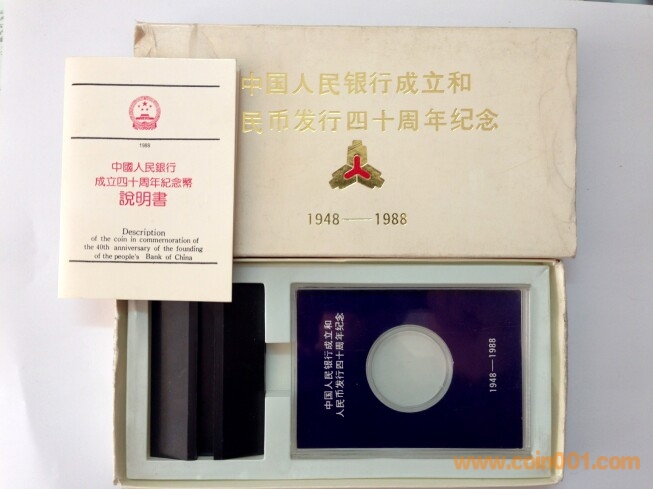 中国人民银行成立和
民币发行四十周年纪念
1948——1988
1988
中國人民銀行
成立四十周年紀念幣
説明書
Description
of the coin in commemoration of
the 40th anniversary of the founding
of the people's Bank of China
中国人民银行成立和
人民币发行四十周年纪念
1948——1988
www.coin001.com